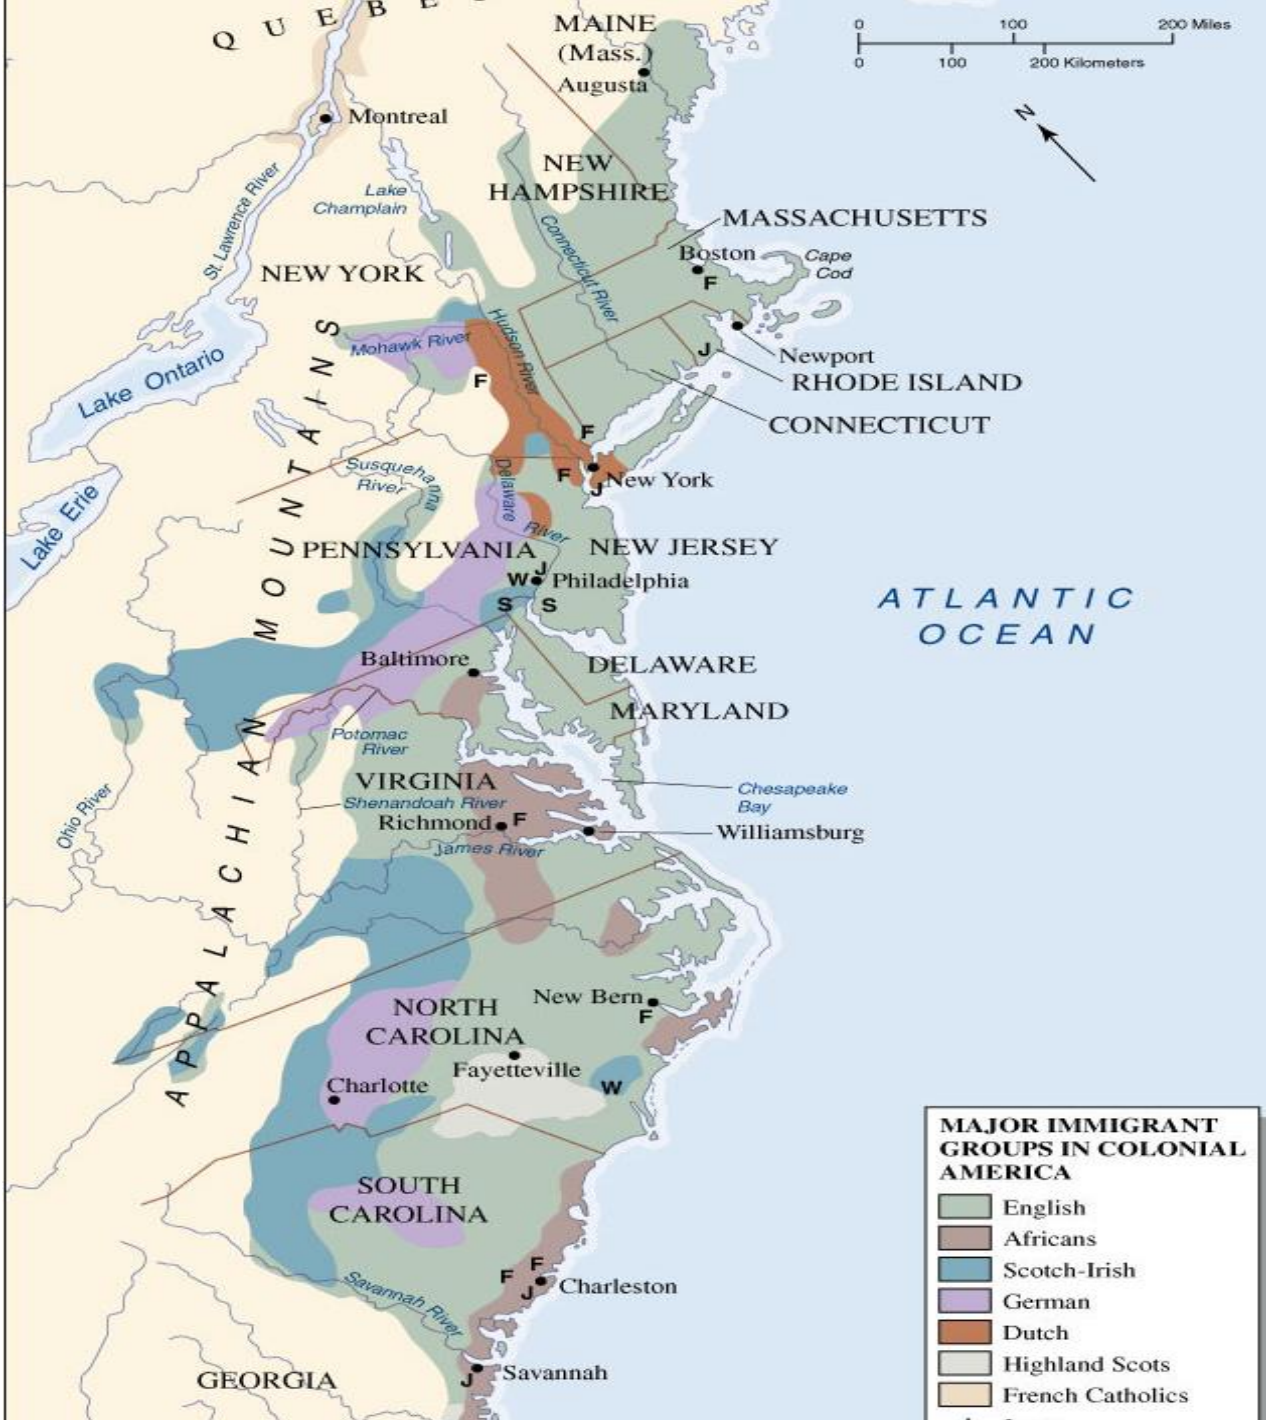 QUEBE
MAINE
(Mass.)
Augusta
0 100 200 Miles
0 100 200 Kilometers
N
Montreal
St. Lawrence River
Lake
Champlain
NEW
HAMPSHIRE
Connecticut River
MASSACHUSETTS
Boston
F
Cape
Cod
NEW YORK
Hudson River
Mohawk River
F
J
Newport
RHODE ISLAND
CONNECTICUT
Lake Ontario
F
F
J
New York
Susquehanna
River
Delaware
River
Lake Erie
PENNSYLVANIA
NEW JERSEY
J
W
Philadelphia
S
S
ATLANTIC
OCEAN
APPALACHIAN MOUNTAINS
Baltimore
DELAWARE
MARYLAND
Potomac
River
VIRGINIA
Shenandoah River
Chesapeake
Bay
Richmond
F
Williamsburg
James River
Ohio River
NORTH
CAROLINA
New Bern
F
Fayetteville
W
Charlotte
SOUTH
CAROLINA
F
F
J
Charleston
Savannah River
Savannah
J
GEORGIA
MAJOR IMMIGRANT
GROUPS IN COLONIAL
AMERICA
English
Africans
Scotch-Irish
German
Dutch
Highland Scots
French Catholics